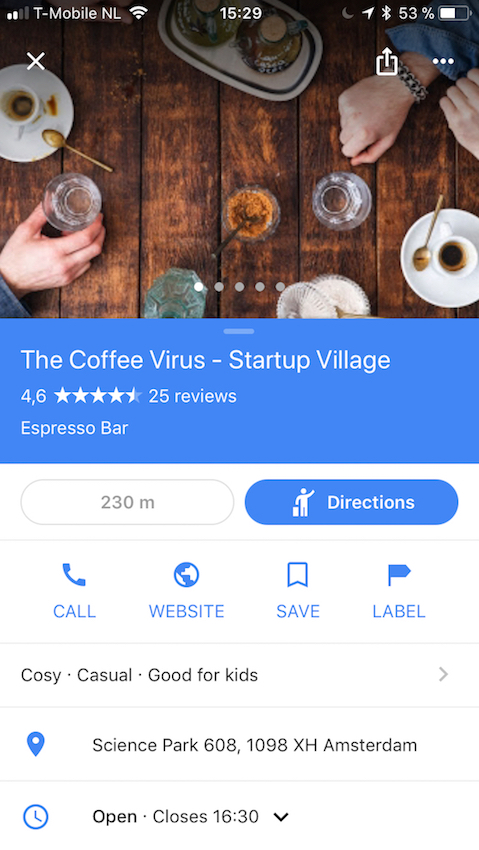 T-Mobile NL 15:29 53 %
The Coffee Virus - Startup Village
4,6 25 reviews
Espresso Bar
230 m Directions
CALL WEBSITE SAVE LABEL
Cosy · Casual · Good for kids
Science Park 608, 1098 XH Amsterdam
Open · Closes 16:30